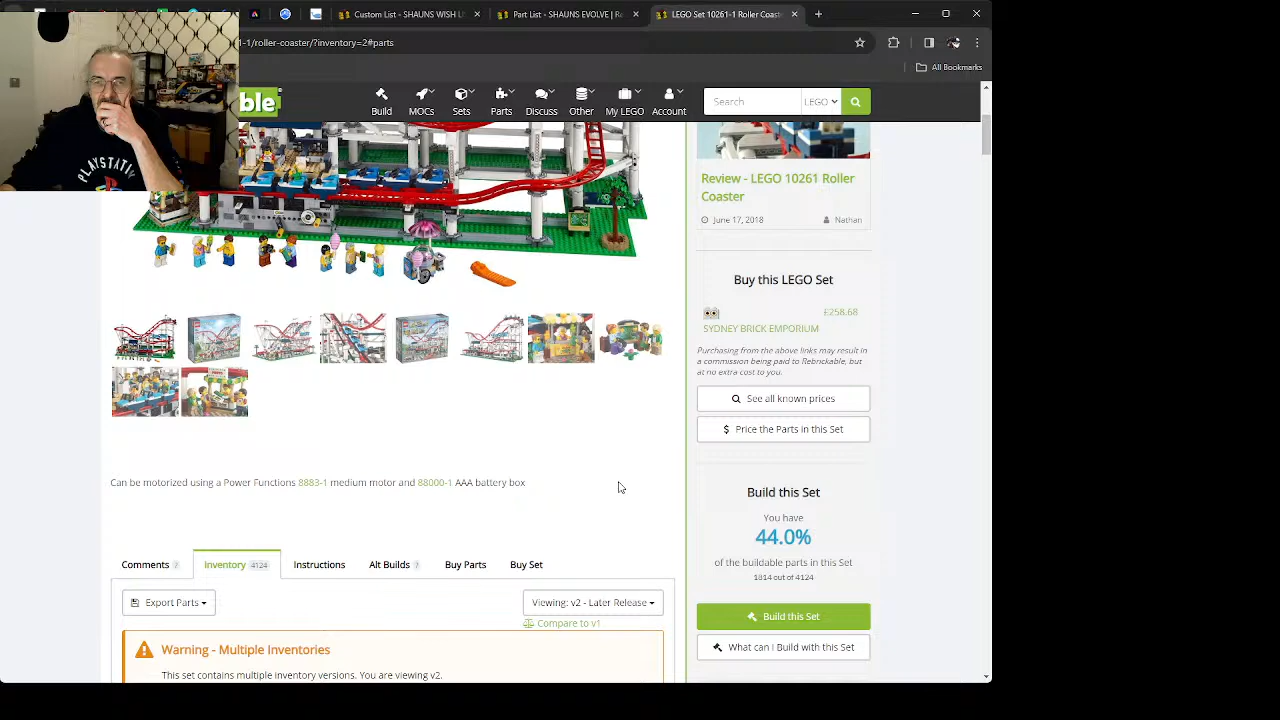 Custom List - SHAUNS WISH LI
Part List - SHAUNS EVOLVE | Re
LEGO Set 10261-1 Roller Coast
1-1/roller-coaster/?inventory=2#parts
All Bookmarks
ble
Build
MOCs
Sets
Parts
Discuss
Other
My LEGO
Account
Search
LEGO
PLAYSTATI
Review - LEGO 10261 Roller
Coaster
June 17, 2018
Nathan
Buy this LEGO Set
£258.68
SYDNEY BRICK EMPORIUM
Purchasing from the above links may result in
a commission being paid to Rebrickable, but
at no extra cost to you.
See all known prices
Price the Parts in this Set
Can be motorized using a Power Functions 8883-1 medium motor and 88000-1 AAA battery box
Build this Set
You have
44.0%
of the buildable parts in this Set
1814 out of 4124
Build this Set
What can I Build with this Set
Comments 7
Inventory 4124
Instructions
Alt Builds 7
Buy Parts
Buy Set
Export Parts
Viewing: v2 - Later Release
Compare to v1
Warning - Multiple Inventories
This set contains multiple inventory versions. You are viewing v2.